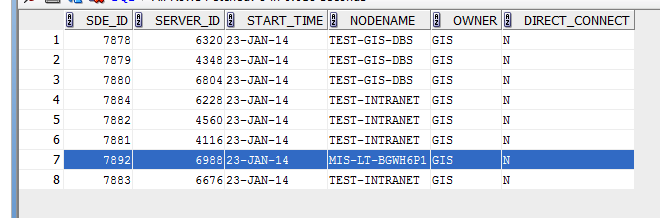 SDE_ID SERVER_ID START_TIME NODENAME OWNER DIRECT_CONNECT
1 7878 6320 23-JAN-14 TEST-GIS-DBS GIS N
2 7879 4348 23-JAN-14 TEST-GIS-DBS GIS N
3 7880 6804 23-JAN-14 TEST-GIS-DBS GIS N
4 7884 6228 23-JAN-14 TEST-INTRANET GIS N
5 7882 4560 23-JAN-14 TEST-INTRANET GIS N
6 7881 4116 23-JAN-14 TEST-INTRANET GIS N
7 7892 6988 23-JAN-14 MIS-LT-BGWH6P1 GIS N
8 7883 6676 23-JAN-14 TEST-INTRANET GIS N